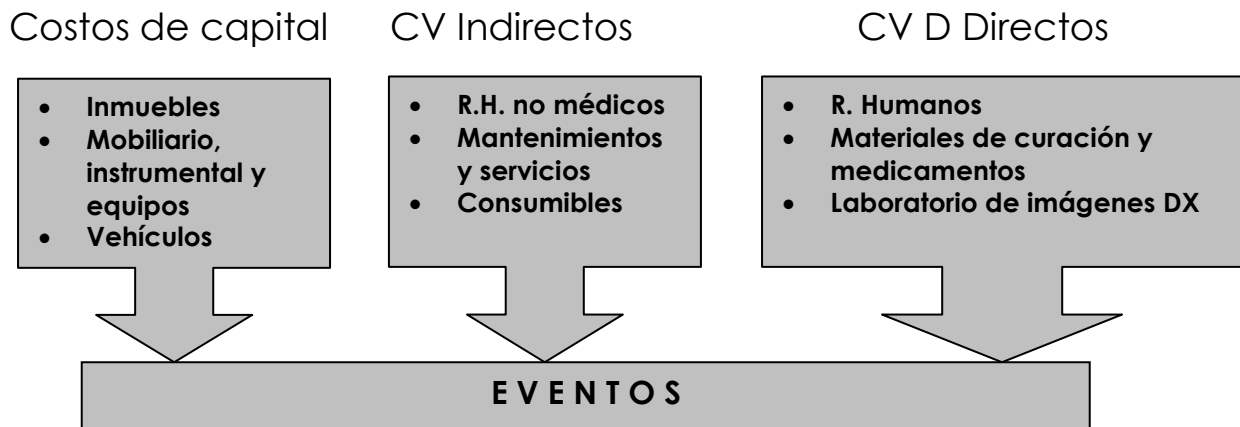 Costos de capital
CV Indirectos
CV D Directos
• Inmuebles
• Mobiliario,
instrumental y
equipos
• Vehículos
• R.H. no médicos
• Mantenimientos
y servicios
• Consumibles
• R. Humanos
• Materiales de curación y
medicamentos
• Laboratorio de imágenes DX
E V E N T O S